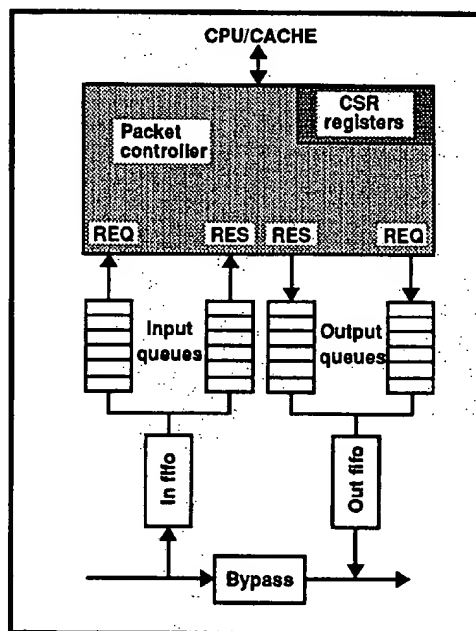 CPU/CACHE
CSR
registers
Packet
controller
REQ
RES
RES
REQ
Input
queues
Output
queues
In fifo
Out fifo
Bypass